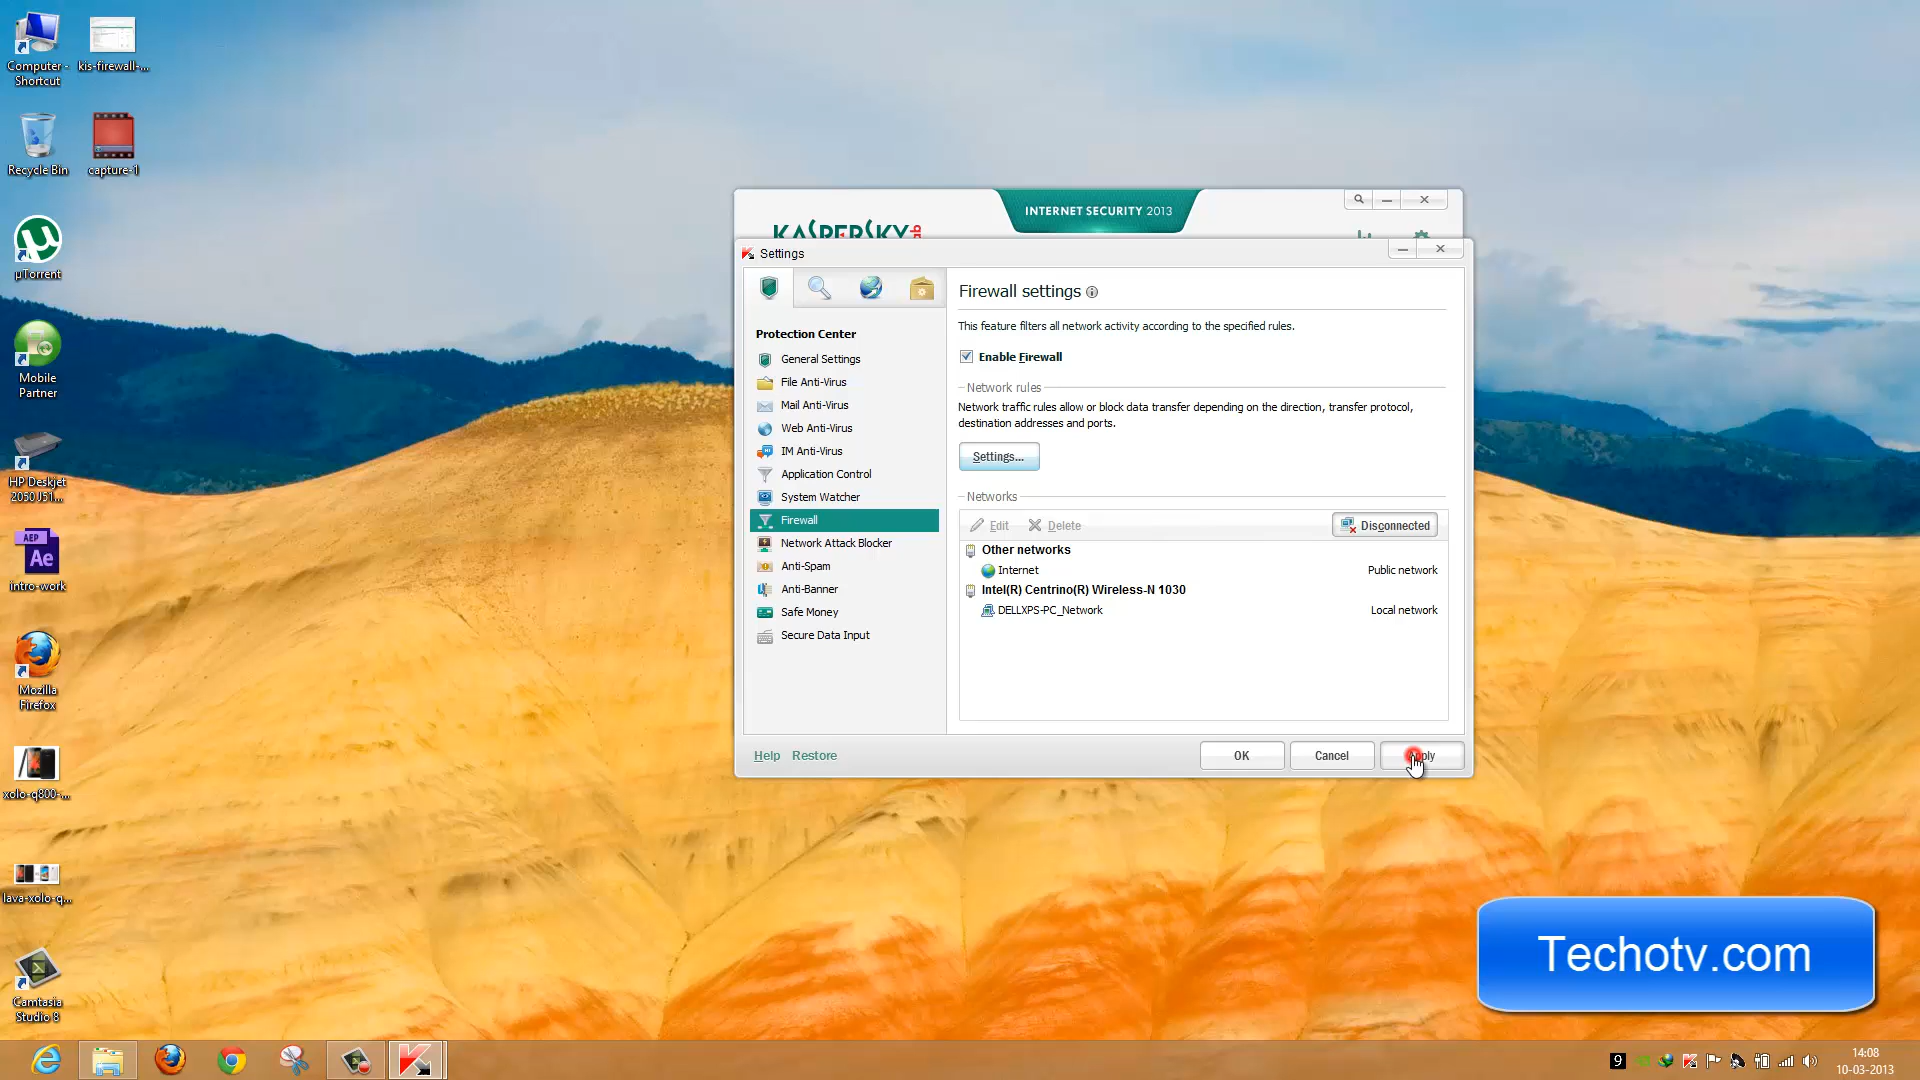 Computer -
Shortcut
kis-firewall-...
Recycle Bin
capture-1
µTorrent
Mobile
Partner
HP Deskjet
2050 J51...
AEP
Ae
intro-work
Mozilla
Firefox
xolo-q800-...
lava-xolo-q...
Camtasia
Studio 8
INTERNET SECURITY 2013
KASPERSKY lab
Settings
Protection Center
General Settings
File Anti-Virus
Mail Anti-Virus
Web Anti-Virus
IM Anti-Virus
Application Control
System Watcher
Firewall
Network Attack Blocker
Anti-Spam
Anti-Banner
Safe Money
Secure Data Input
Firewall settings
This feature filters all network activity according to the specified rules.
Enable Firewall
Network rules
Network traffic rules allow or block data transfer depending on the direction, transfer protocol,
destination addresses and ports.
Settings...
Networks
Edit Delete Disconnected
Other networks
Internet Public network
Intel(R) Centrino(R) Wireless-N 1030
DELLXPS-PC_Network Local network
Help Restore OK Cancel Apply
Techotv.com
9
14:08
10-03-2013